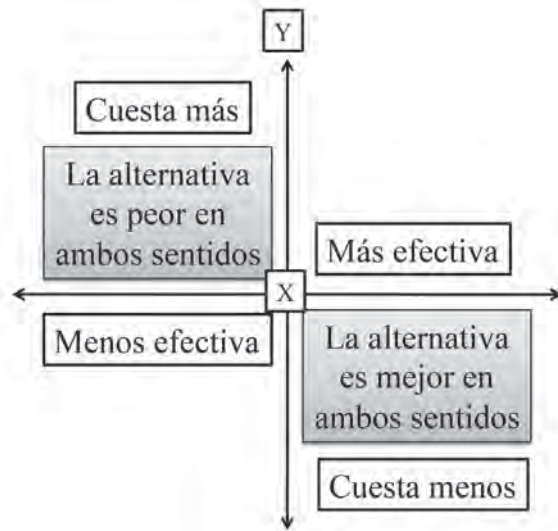 Y
Cuesta más
La alternativa
es peor en
ambos sentidos
Más efectiva
X
Menos efectiva
La alternativa
es mejor en
ambos sentidos
Cuesta menos